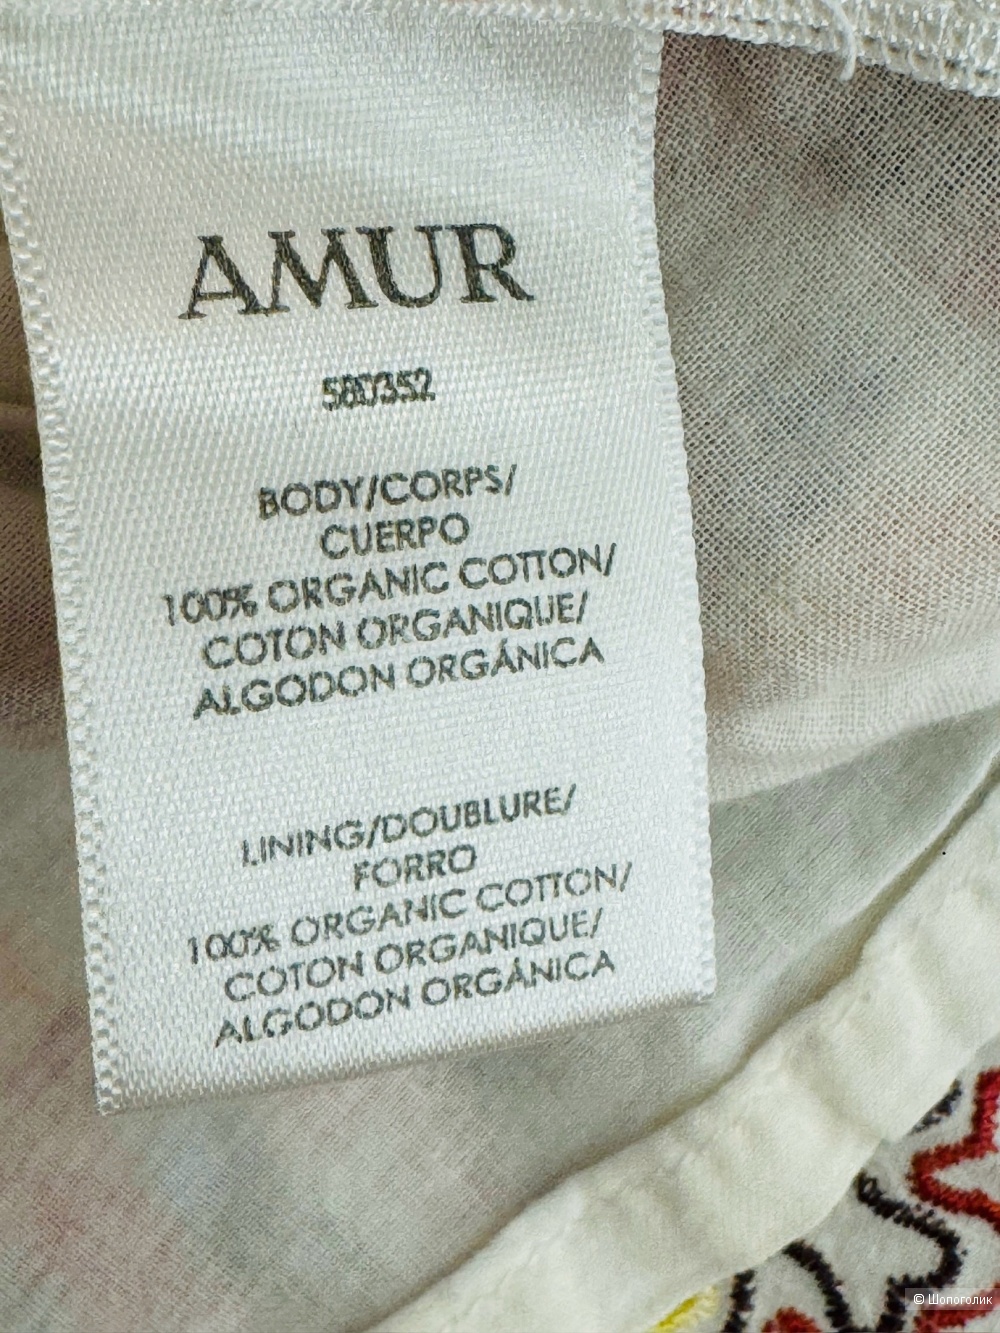 AMUR
580352
BODY/CORPS/
CUERPO
100% ORGANIC COTTON/
COTON ORGANIQUE/
ALGODON ORGÁNICA
LINING/DOUBLURE/
FORRO
100% ORGANIC COTTON/
COTON ORGANIQUE/
ALGODON ORGÁNICA
© Шопоголик